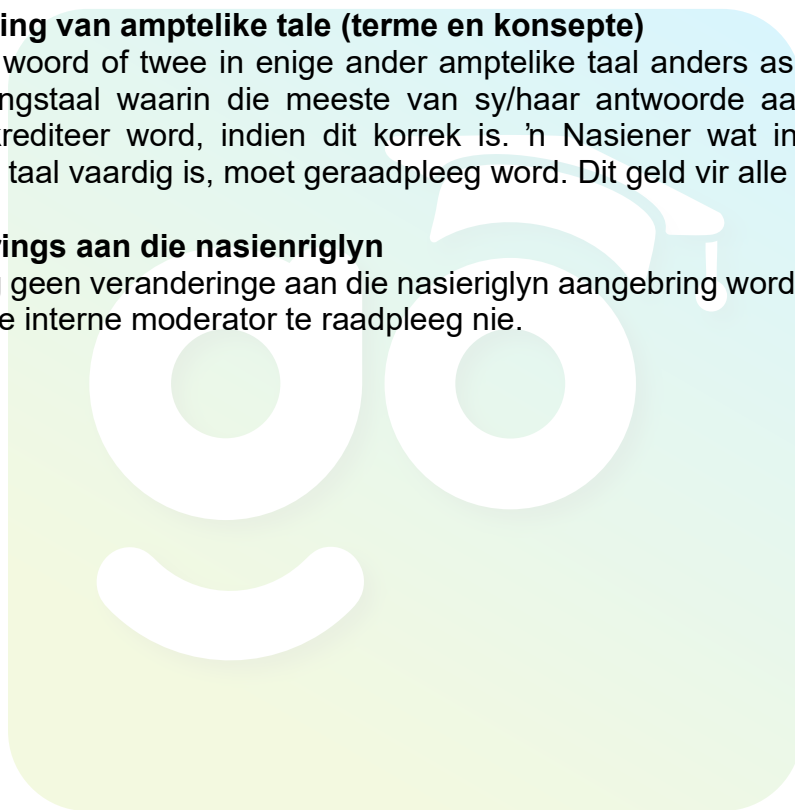 ing van amptelike tale (terme en konsepte)
woord of twee in enige ander amptelike taal anders as
ngstaal waarin die meeste van sy/haar antwoorde aa
krediteer word, indien dit korrek is. ’n Nasiener wat in
taal vaardig is, moet geraadpleeg word. Dit geld vir alle
ings aan die nasienriglyn
geen veranderinge aan die nasieriglyn aangebring word
e interne moderator te raadpleeg nie.
go